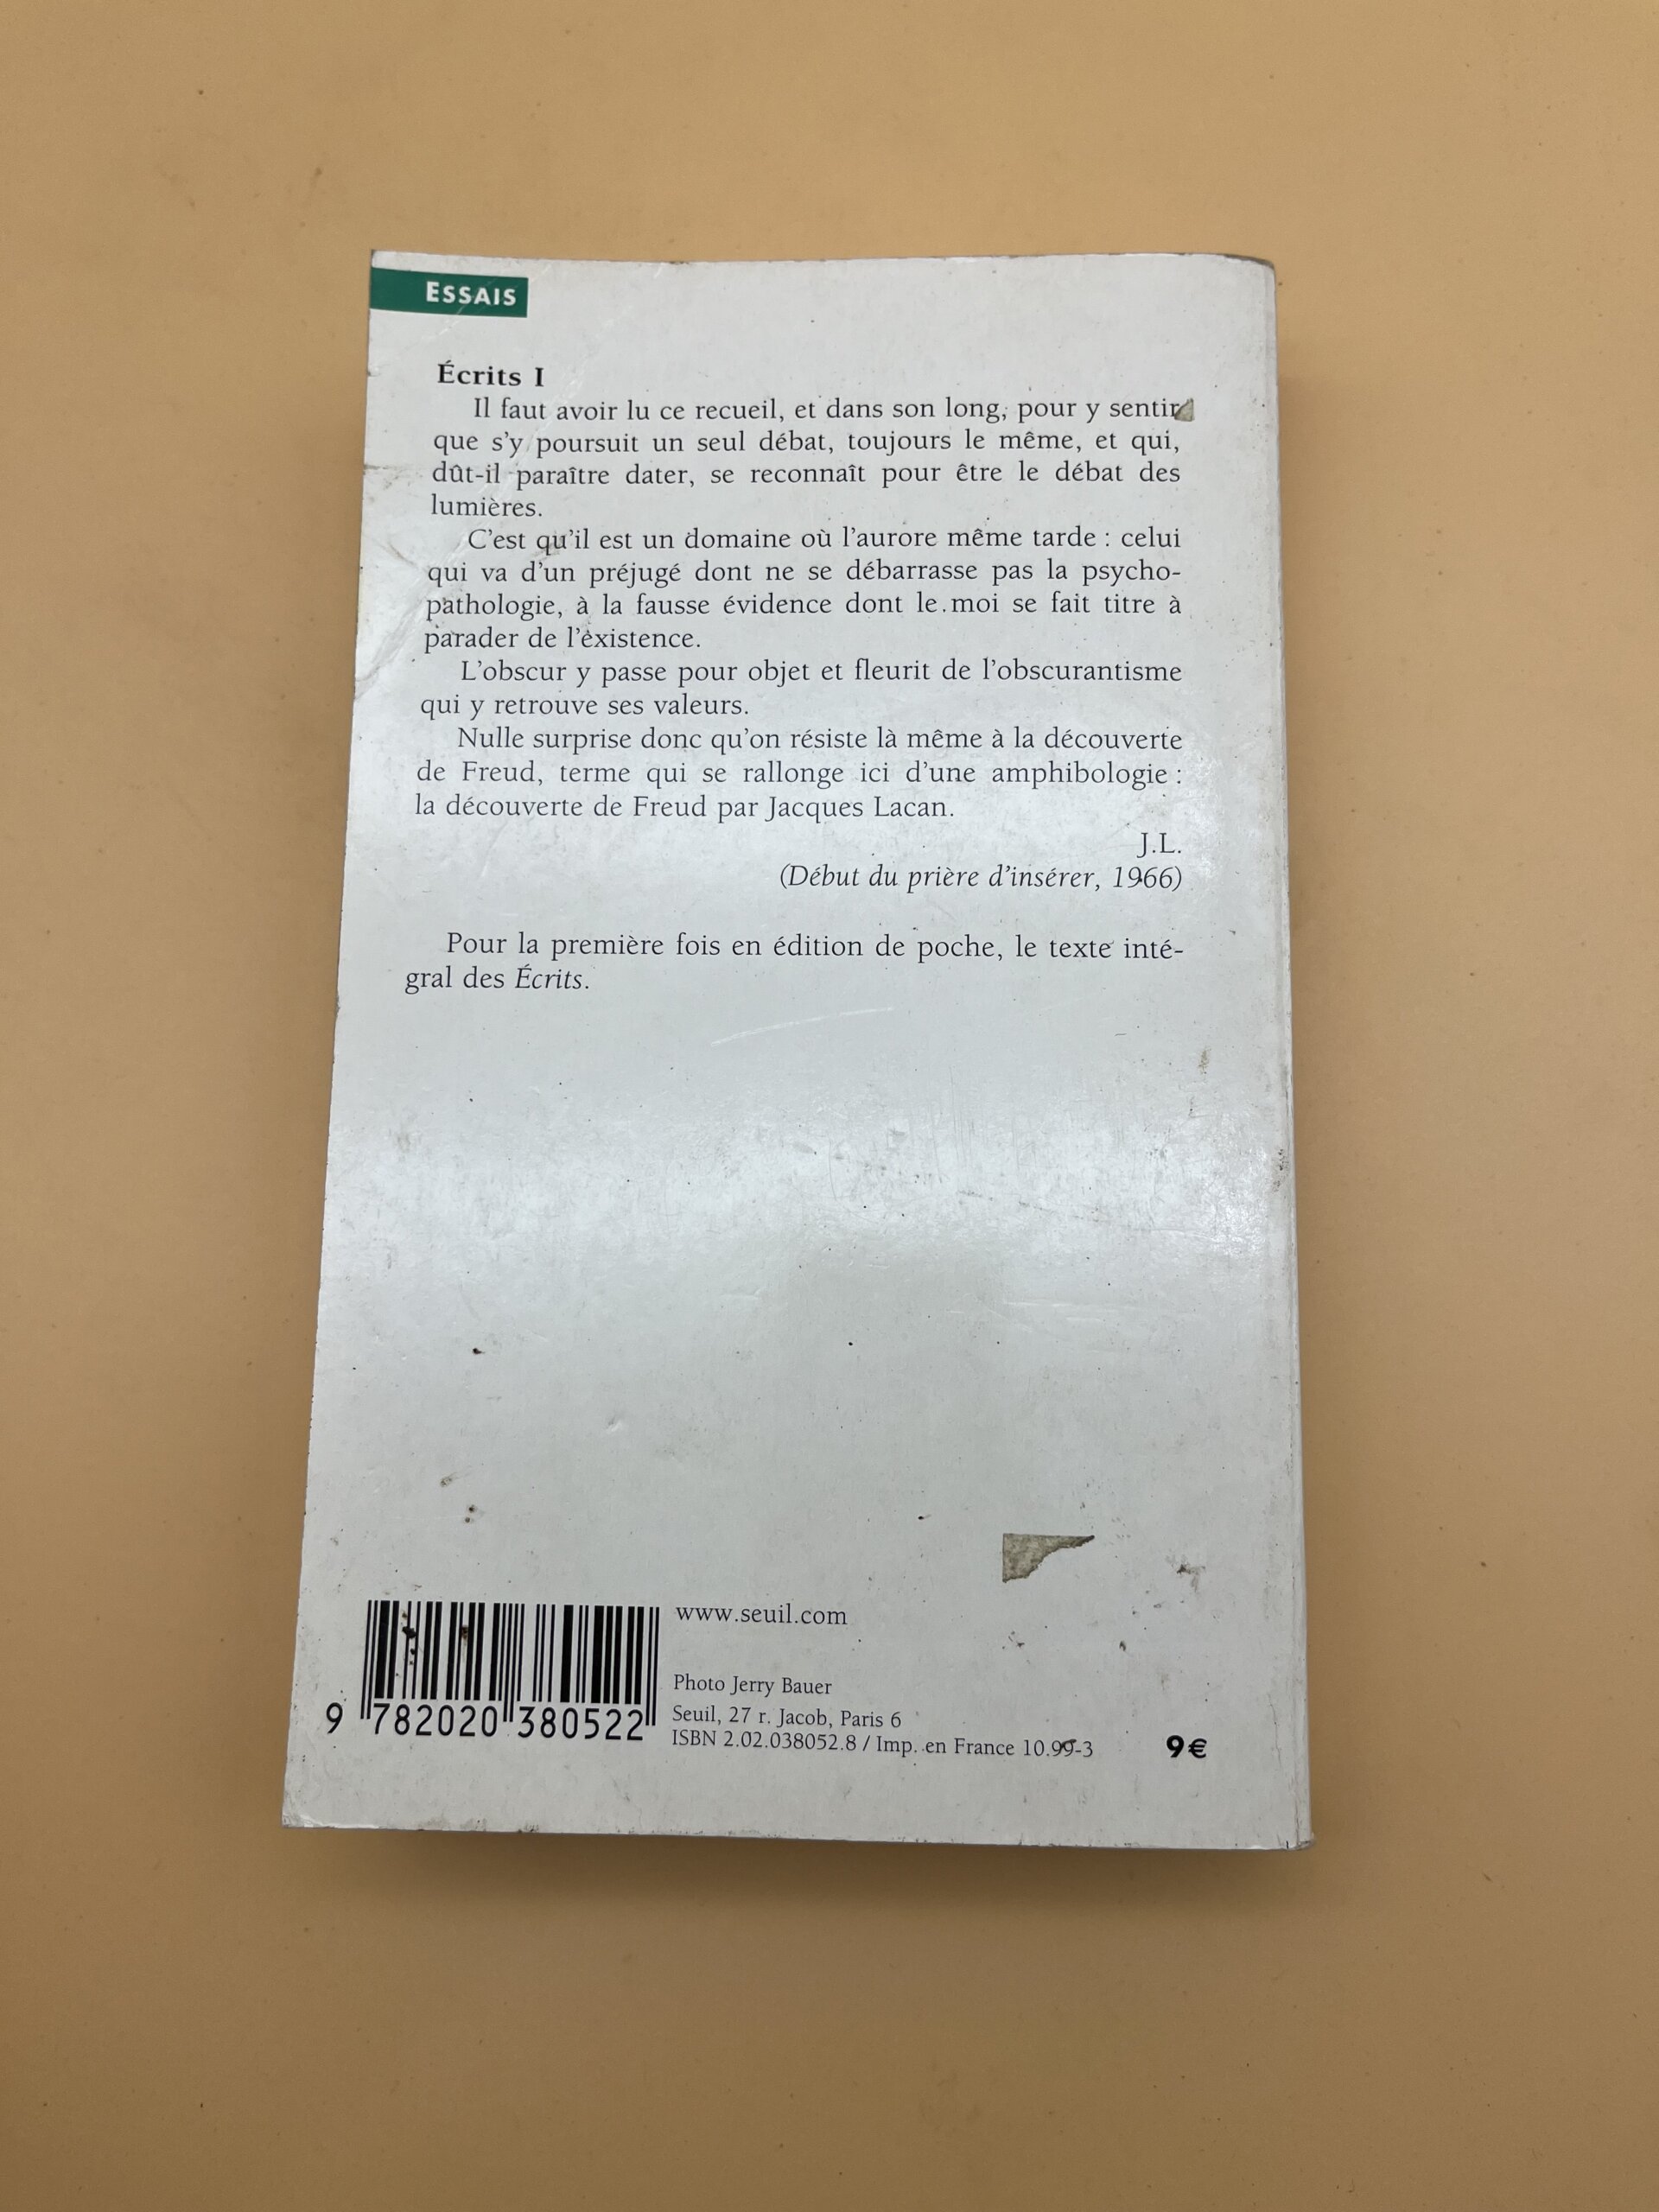 ESSAIS
Écrits I
Il faut avoir lu ce recueil, et dans son long, pour y sentir
que s'y poursuit un seul débat, toujours le même, et qui,
dût-il paraître dater, se reconnaît pour être le débat des
lumières.
C'est qu'il est un domaine où l'aurore même tarde : celui
qui va d'un préjugé dont ne se débarrasse pas la psycho-
pathologie, à la fausse évidence dont le moi se fait titre à
parader de l'existence.
L'obscur y passe pour objet et fleurit de l'obscurantisme
qui y retrouve ses valeurs.
Nulle surprise donc qu'on résiste là même à la découverte
de Freud, terme qui se rallonge ici d'une amphibologie :
la découverte de Freud par Jacques Lacan.
J.L.
(Début du prière d'insérer, 1966)
Pour la première fois en édition de poche, le texte inté-
gral des Écrits.
www.seuil.com
Photo Jerry Bauer
Seuil, 27 r. Jacob, Paris 6
ISBN 2.02.038052.8 / Imp. en France 10.99-3
9€
9 782020 380522